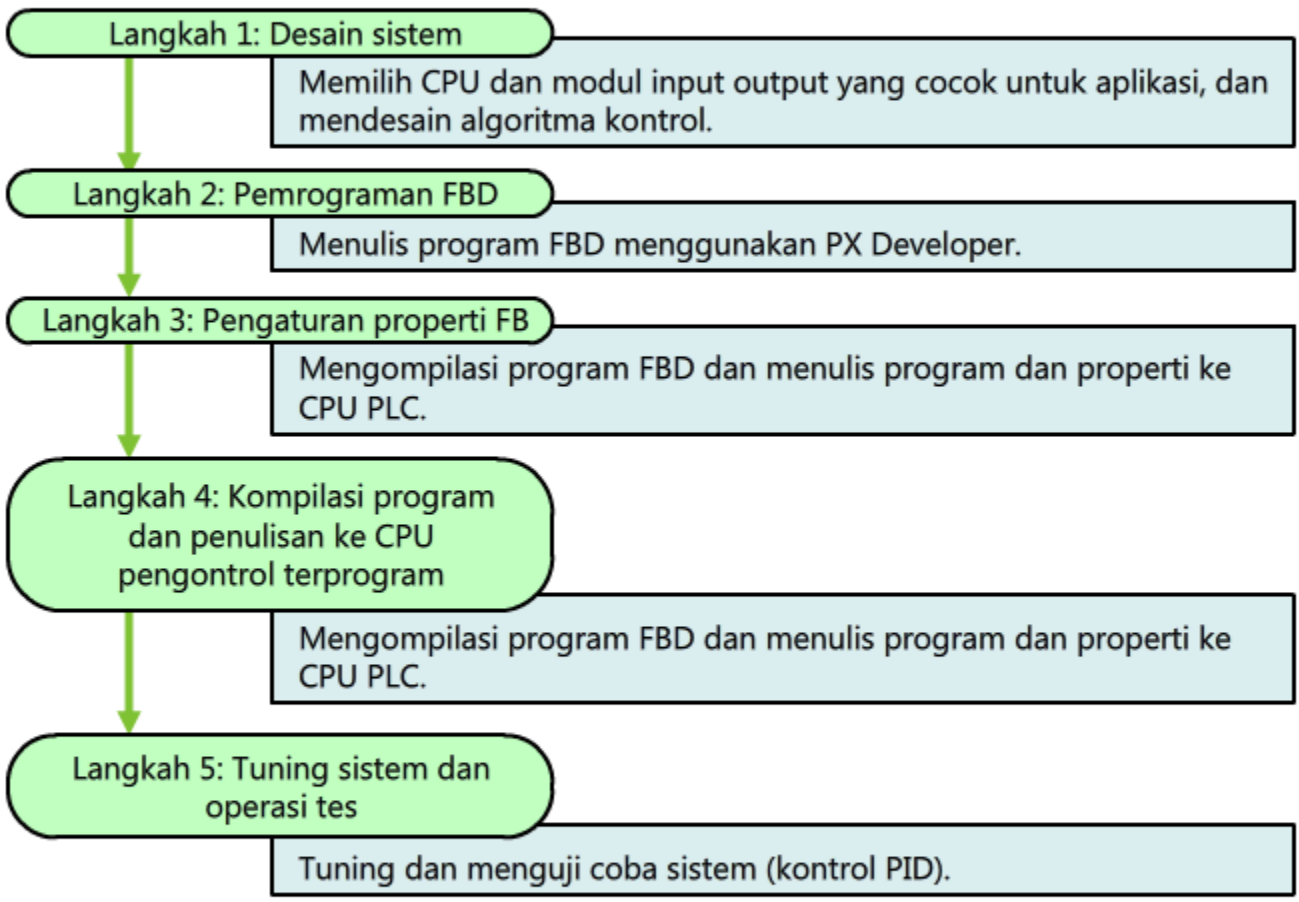 Langkah 1: Desain sistem
Memilih CPU dan modul input output yang cocok untuk aplikasi, dan
mendesain algoritma kontrol.
Langkah 2: Pemrograman FBD
Menulis program FBD menggunakan PX Developer.
Langkah 3: Pengaturan properti FB
Mengompilasi program FBD dan menulis program dan properti ke
CPU PLC.
Langkah 4: Kompilasi program
dan penulisan ke CPU
pengontrol terprogram
Mengompilasi program FBD dan menulis program dan properti ke
CPU PLC.
Langkah 5: Tuning sistem dan
operasi tes
Tuning dan menguji coba sistem (kontrol PID).